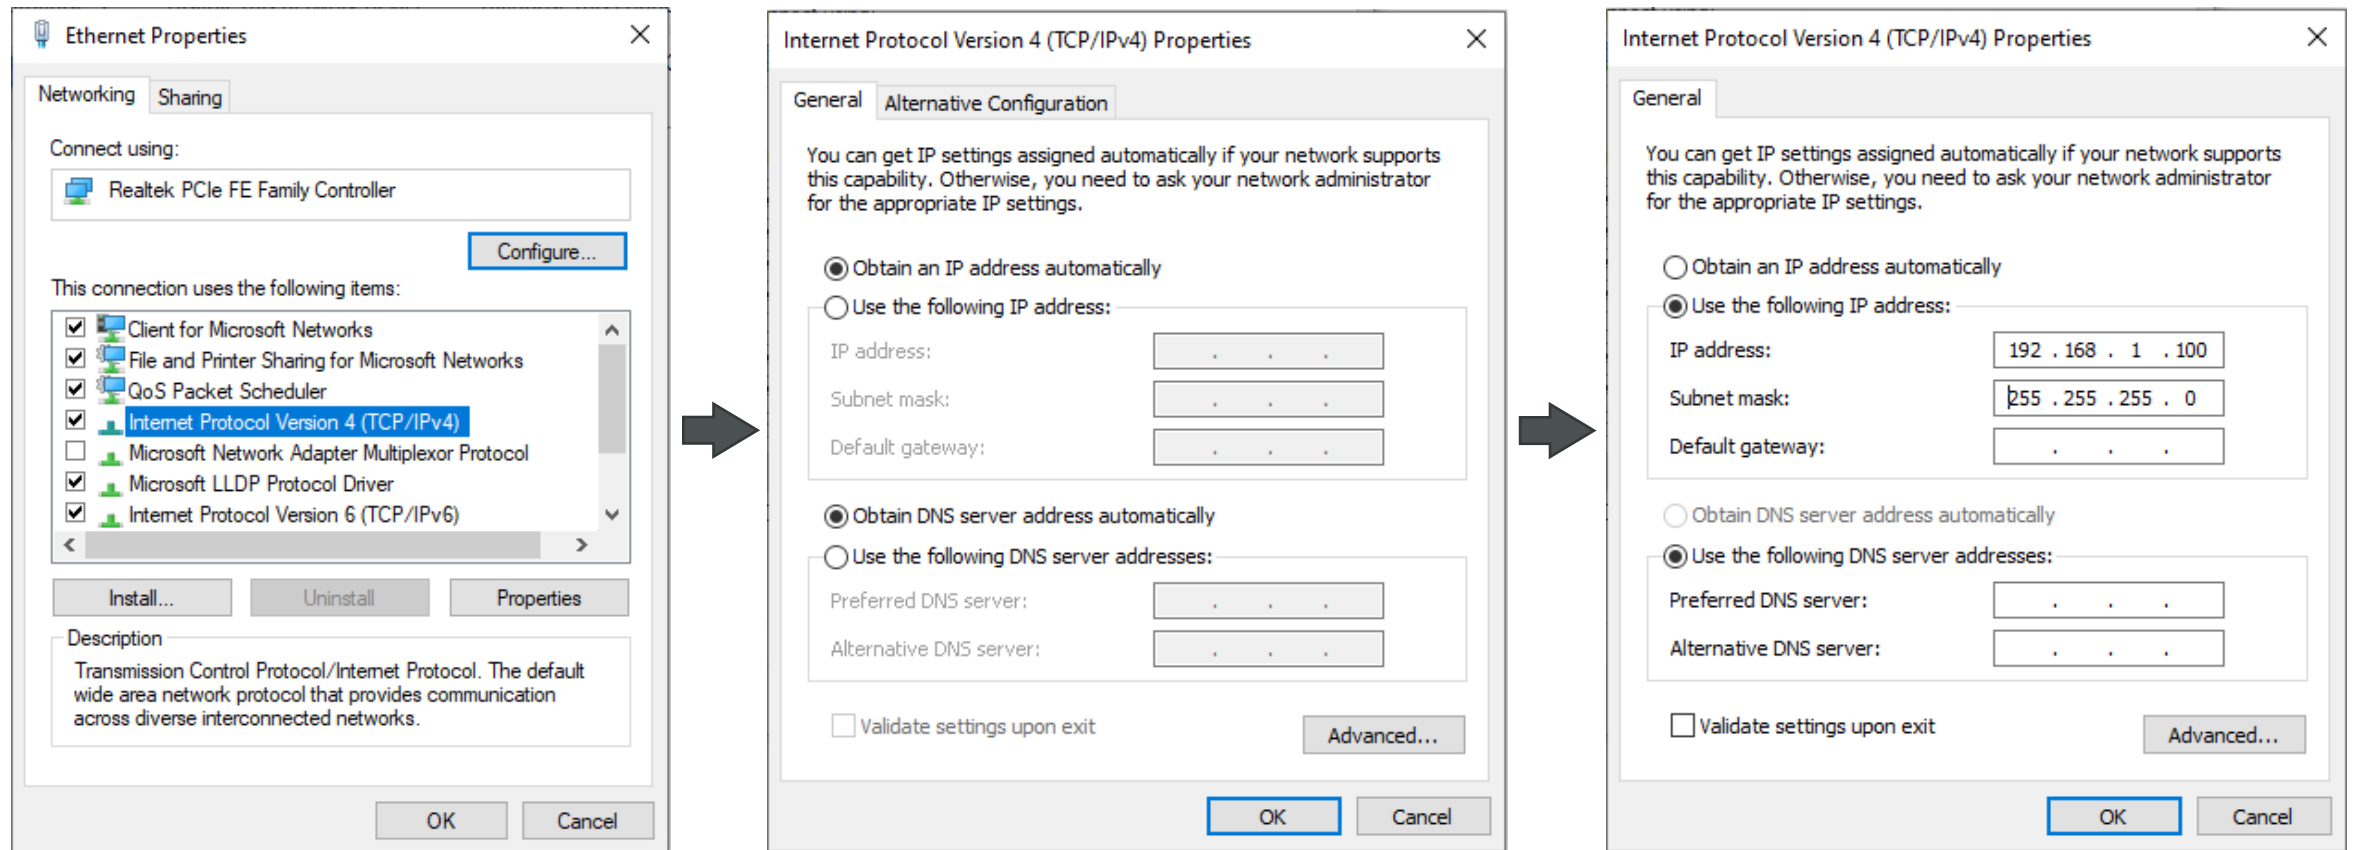 Ethernet Properties
Networking
Sharing
Connect using:
Realtek PCIe FE Family Controller
Configure...
This connection uses the following items:
Client for Microsoft Networks
File and Printer Sharing for Microsoft Networks
QoS Packet Scheduler
Internet Protocol Version 4 (TCP/IPv4)
Microsoft Network Adapter Multiplexor Protocol
Microsoft LLDP Protocol Driver
Internet Protocol Version 6 (TCP/IPv6)
Install...
Uninstall
Properties
Description
Transmission Control Protocol/Internet Protocol. The default
wide area network protocol that provides communication
across diverse interconnected networks.
OK
Cancel
Internet Protocol Version 4 (TCP/IPv4) Properties
General
Alternative Configuration
You can get IP settings assigned automatically if your network supports
this capability. Otherwise, you need to ask your network administrator
for the appropriate IP settings.
Obtain an IP address automatically
Use the following IP address:
IP address:
. . .
Subnet mask:
. . .
Default gateway:
. . .
Obtain DNS server address automatically
Use the following DNS server addresses:
Preferred DNS server:
. . .
Alternative DNS server:
. . .
Validate settings upon exit
Advanced...
OK
Cancel
Internet Protocol Version 4 (TCP/IPv4) Properties
General
You can get IP settings assigned automatically if your network supports
this capability. Otherwise, you need to ask your network administrator
for the appropriate IP settings.
Obtain an IP address automatically
Use the following IP address:
IP address:
192 . 168 . 1 . 100
Subnet mask:
255 . 255 . 255 . 0
Default gateway:
. . .
Obtain DNS server address automatically
Use the following DNS server addresses:
Preferred DNS server:
. . .
Alternative DNS server:
. . .
Validate settings upon exit
Advanced...
OK
Cancel